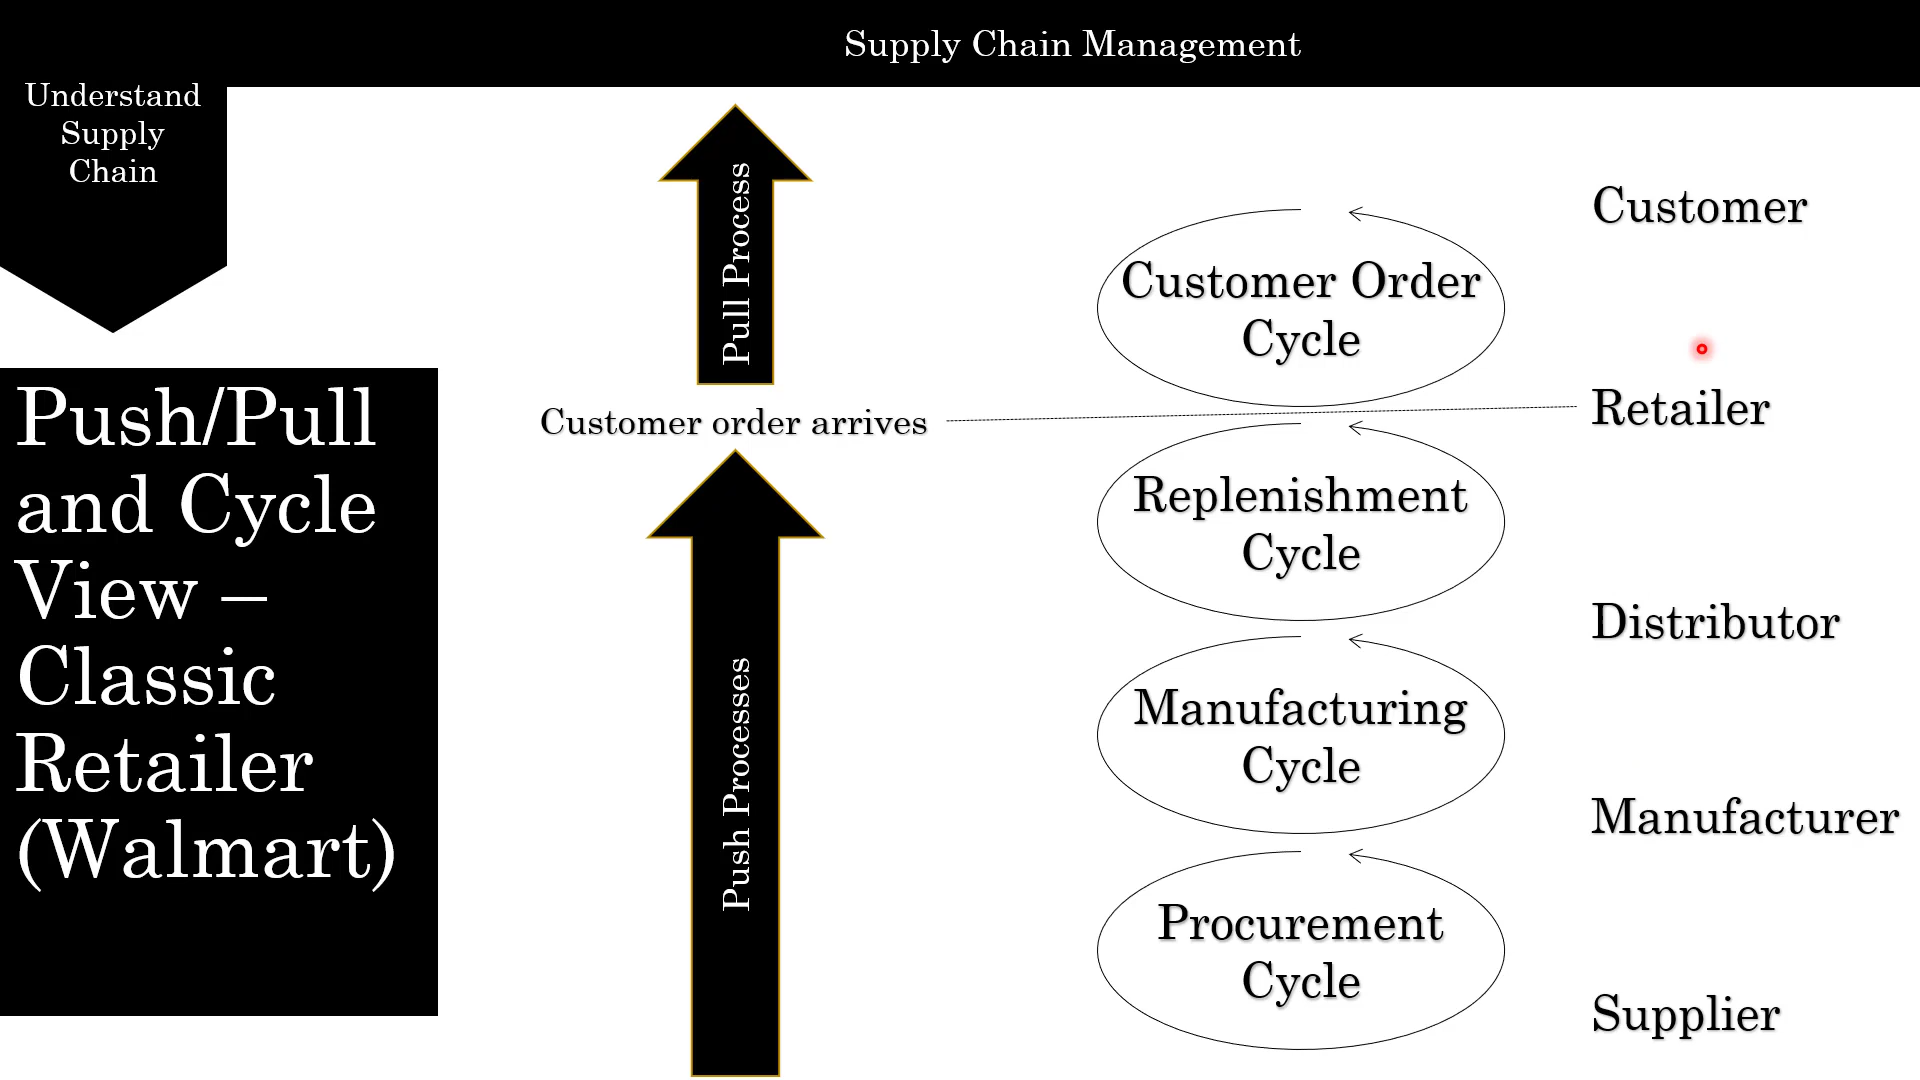 Supply Chain Management
Understand
Supply
Chain
Push/Pull
and Cycle
View –
Classic
Retailer
(Walmart)
Pull Process
Customer order arrives
Push Processes
Customer Order
Cycle
Replenishment
Cycle
Manufacturing
Cycle
Procurement
Cycle
Customer
Retailer
Distributor
Manufacturer
Supplier